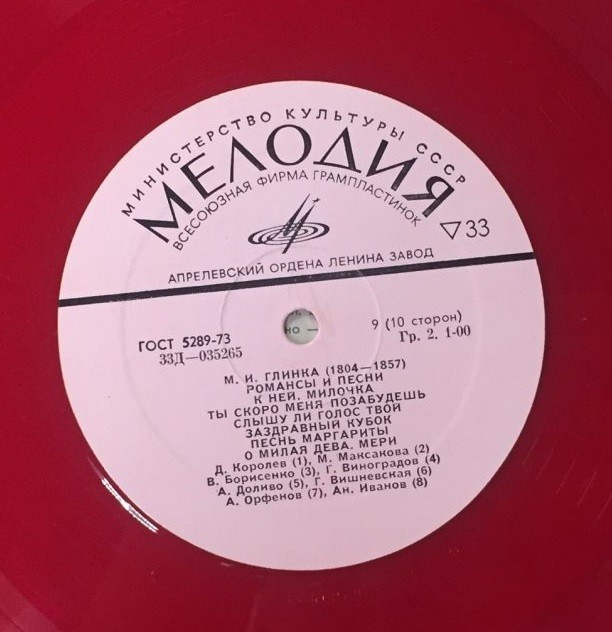 МИНИСТЕРСТВО КУЛЬТУРЫ СССР
МЕЛОДИЯ
ВСЕСОЮЗНАЯ ФИРМА ГРАМПЛАСТИНОК
▽33
АПРЕЛЕВСКИЙ ОРДЕНА ЛЕНИНА ЗАВОД
ГОСТ 5289-73
33Д—035265
но —
9 (10 сторон)
Гр. 2. 1-00
М. И. ГЛИНКА (1804—1857)
РОМАНСЫ И ПЕСНИ
К НЕЙ. МИЛОЧКА
ТЫ СКОРО МЕНЯ ПОЗАБУДЕШЬ
СЛЫШУ ЛИ ГОЛОС ТВОЙ
ЗАЗДРАВНЫЙ КУБОК
ПЕСНЬ МАРГАРИТЫ
О МИЛАЯ ДЕВА. МЕРИ
Д. Королев (1), М. Максакова (2)
В. Борисенко (3), Г. Виноградов (4)
А. Доливо (5), Г. Вишневская (6)
А. Орфенов (7), Ан. Иванов (8)